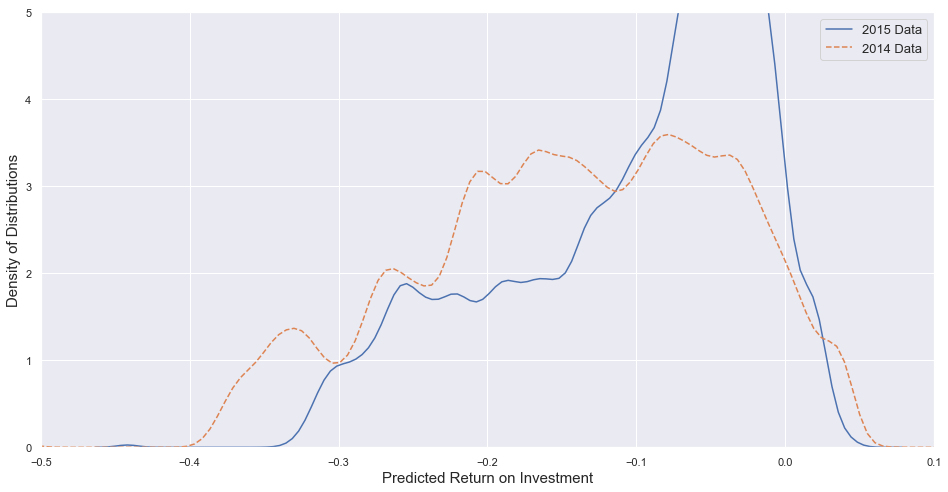 5
4
3
2
1
0
Density of Distributions
−0.5 −0.4 −0.3 −0.2 −0.1 0.0 0.1
Predicted Return on Investment
2015 Data
2014 Data